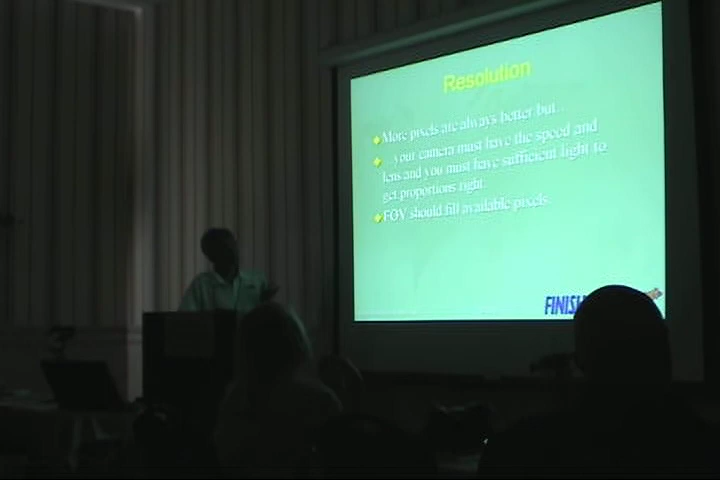 Resolution
More pixels are always better but..
...your camera must have the speed and
lens and you must have sufficient light to
get proportions right.
FOV should fill available pixels.
FINISH